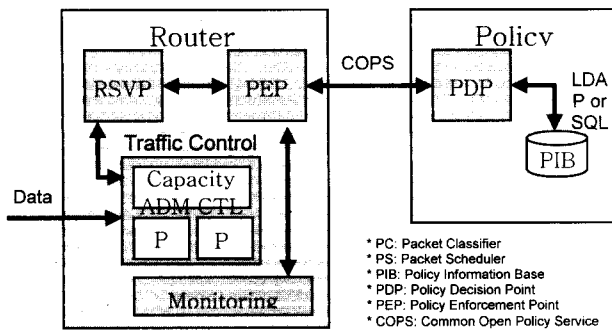 Router
Policy
RSVP
PEP
COPS
PDP
LDA
P or
SQL
PIB
Traffic Control
Capacity
ADM CTL
Data
P
P
Monitoring
* PC: Packet Classifier
* PS: Packet Scheduler
* PIB: Policy Information Base
* PDP: Policy Decision Point
* PEP: Policy Enforcement Point
* COPS: Common Open Policy Service